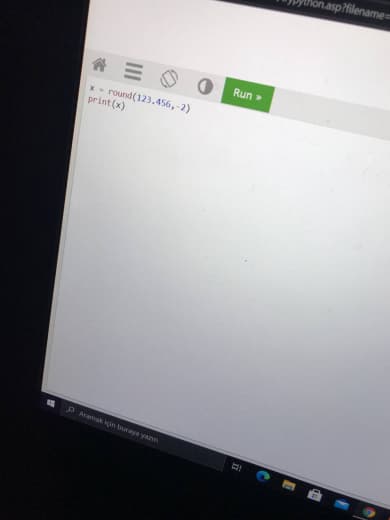 python.asp?filename=
Run »
x = round(123.456,-2)
print(x)
Aramak için buraya yazın